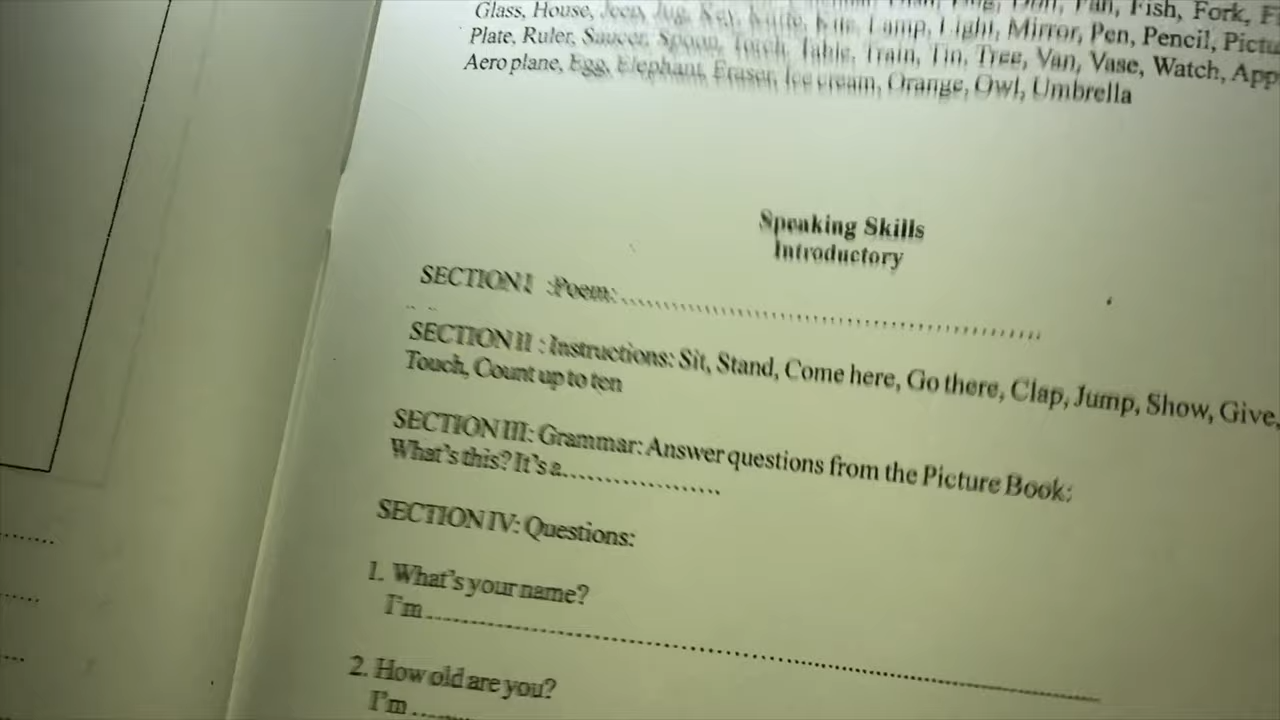 Fish, Fork,
Glass, House, Jeep, Jug, Key, Knife, Kite, Lamp, Light, Mirror, Pen, Pencil,
Plate, Ruler, Saucer, Spoon, Torch, Table, Train, Tin, Tree, Van, Vase, Watch,
Aero plane, Egg, Elephant, Eraser, Ice cream, Orange, Owl, Umbrella
Speaking Skills
Introductory
SECTION I :Poem:..........................................
SECTION II : Instructions: Sit, Stand, Come here, Go there, Clap, Jump, Show, Give,
Touch, Count up to ten
SECTION III: Grammar: Answer questions from the Picture Book:
What's this? It's a...................
SECTION IV: Questions:
1. What's your name?
I'm................................................................
2. How old are you?
I'm......